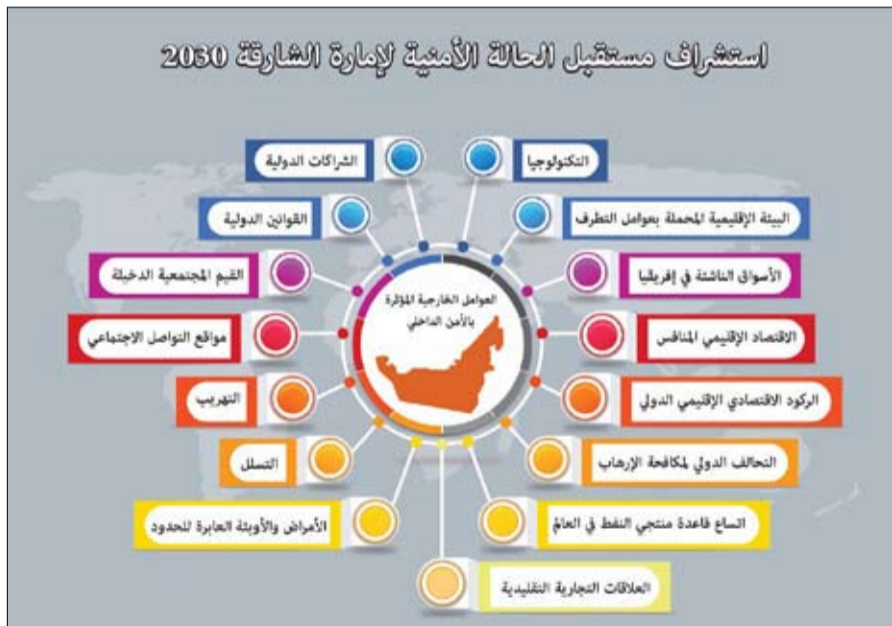 استشراف مستقبل الحالة الأمنية لإمارة الشارقة 2030
التكنولوجيا
الشراكات الدولية
البيئة الإقليمية المحملة بعوامل التطرف
القوانين الدولية
الأسواق الناشئة في إفريقيا
القيم المجتمعية الدخيلة
العوامل الخارجية المؤثرة
بالأمن الداخلي
الاقتصاد الإقليمي المنافس
مواقع التواصل الاجتماعي
الركود الاقتصادي الإقليمي الدولي
التهريب
التحالف الدولي لمكافحة الإرهاب
التسلل
اتساع قاعدة منتجي النفط في العالم
الأمراض والأوبئة العابرة للحدود
العلاقات التجارية التقليدية